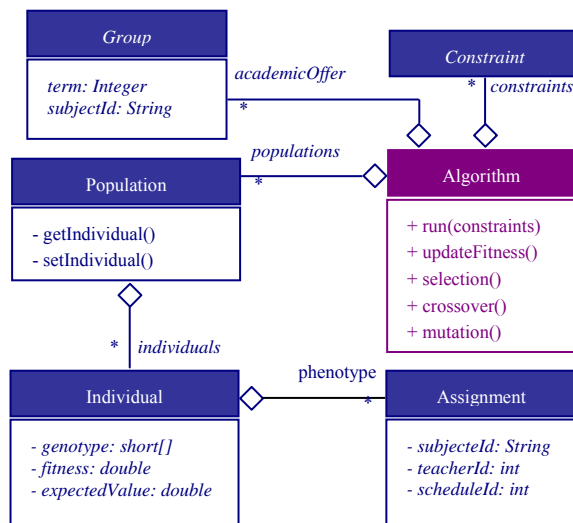 Group
term: Integer
subjectId: String
academicOffer
*
Constraint
*
constraints
populations
*
Population
- getIndividual()
- setIndividual()
Algorithm
+ run(constraints)
+ updateFitness()
+ selection()
+ crossover()
+ mutation()
* individuals
phenotype
*
Individual
- genotype: short[]
- fitness: double
- expectedValue: double
Assignment
- subjecteId: String
- teacherId: int
- scheduleId: int